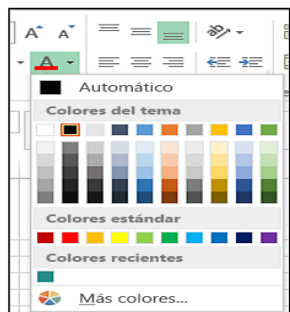 A A
A
Automático
Colores del tema
Colores estándar
Colores recientes
Más colores...